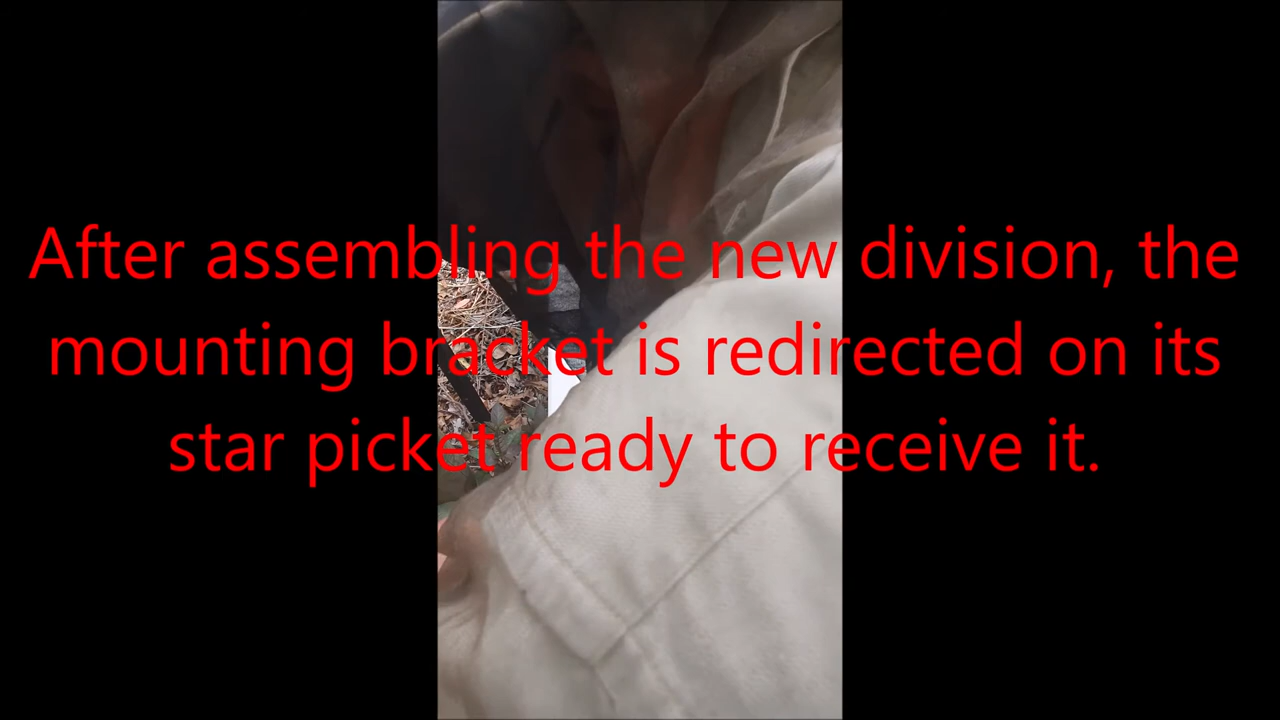 After assembling the new division, the
mounting bracket is redirected on its
star picket ready to receive it.